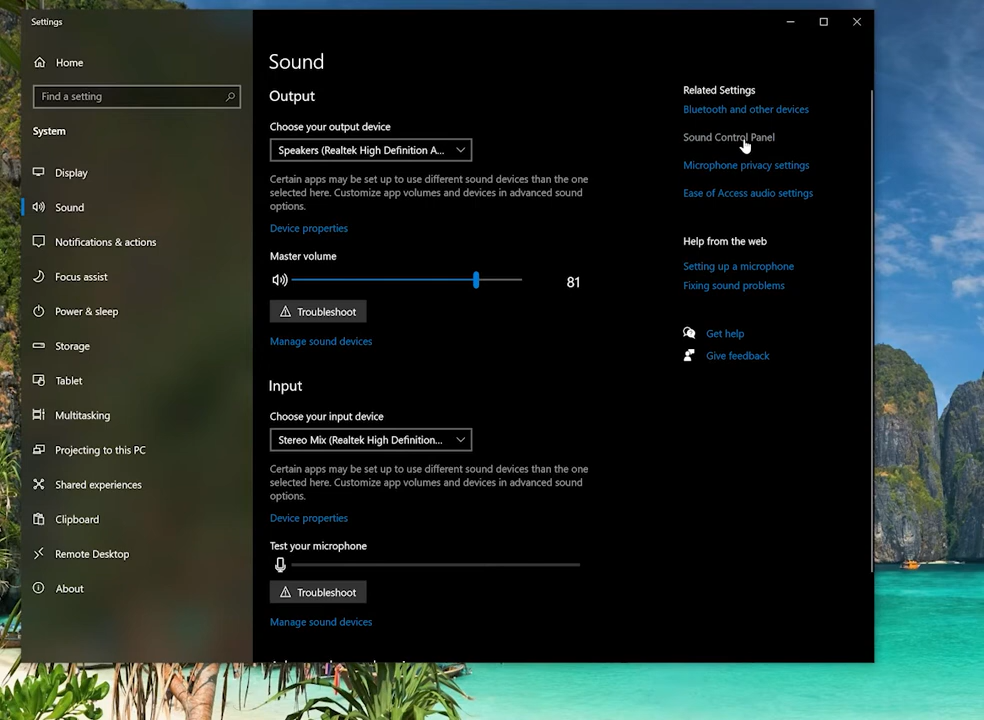 Settings
Home
Find a setting
System
Display
Sound
Notifications & actions
Focus assist
Power & sleep
Storage
Tablet
Multitasking
Projecting to this PC
Shared experiences
Clipboard
Remote Desktop
About
Sound
Output
Choose your output device
Speakers (Realtek High Definition A...
Certain apps may be set up to use different sound devices than the one
selected here. Customize app volumes and devices in advanced sound
options.
Device properties
Master volume
81
Troubleshoot
Manage sound devices
Input
Choose your input device
Stereo Mix (Realtek High Definition...
Certain apps may be set up to use different sound devices than the one
selected here. Customize app volumes and devices in advanced sound
options.
Device properties
Test your microphone
Troubleshoot
Manage sound devices
Related Settings
Bluetooth and other devices
Sound Control Panel
Microphone privacy settings
Ease of Access audio settings
Help from the web
Setting up a microphone
Fixing sound problems
Get help
Give feedback